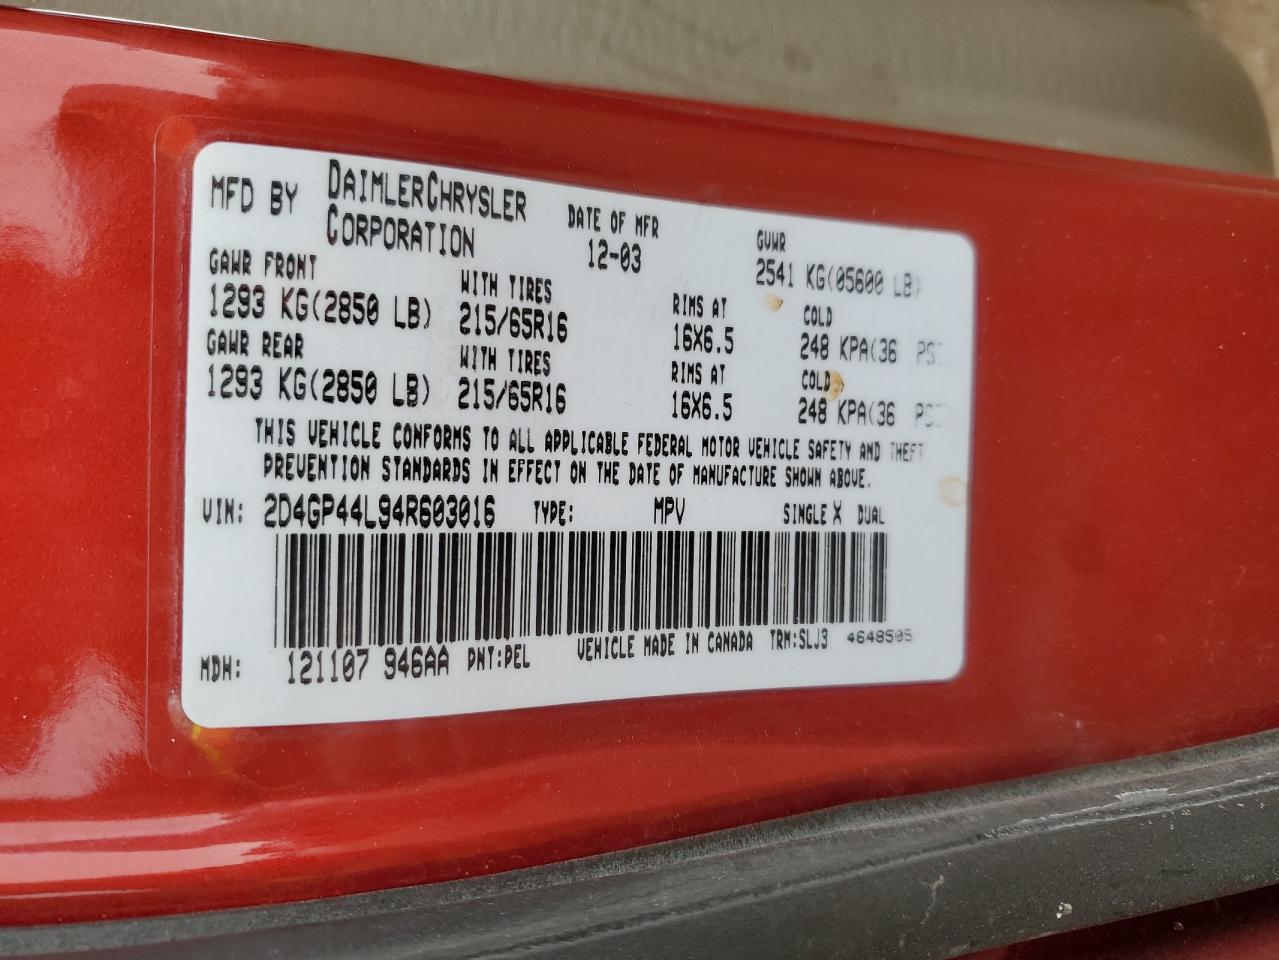 MFD BY DAIMLERCHRYSLER CORPORATION
DATE OF MFR 12-03
GVWR 2541 KG(05600 LB)
GAWR FRONT WITH TIRES RIMS AT COLD
1293 KG(2850 LB) 215/65R16 16X6.5 248 KPA(36 PSI
GAWR REAR WITH TIRES RIMS AT COLD
1293 KG(2850 LB) 215/65R16 16X6.5 248 KPA(36 PSI
THIS VEHICLE CONFORMS TO ALL APPLICABLE FEDERAL MOTOR VEHICLE SAFETY AND THEFT
PREVENTION STANDARDS IN EFFECT ON THE DATE OF MANUFACTURE SHOWN ABOVE.
VIN: 2D4GP44L94R603016 TYPE: MPV SINGLE X DUAL
MDH: 121107 946AA PNT:PEL VEHICLE MADE IN CANADA TRM:SLJ3 4648505